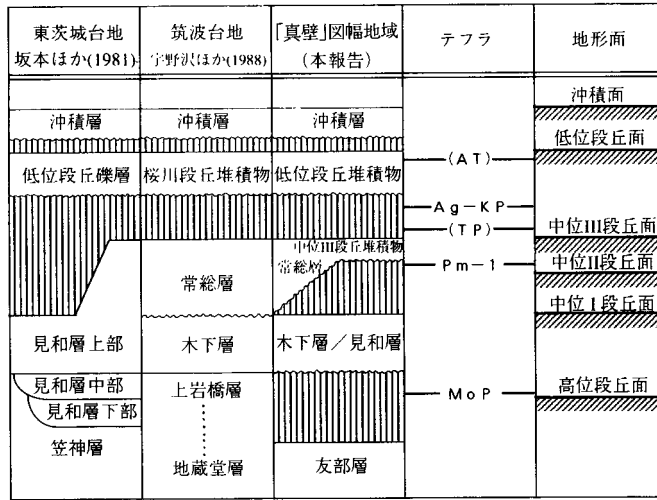 東茨城台地
坂本ほか(1981)
筑波台地
宇野沢ほか(1988)
「真壁」図幅地域
(本報告)
テフラ
地形面
沖積層
沖積層
沖積層
沖積面
低位段丘面
(AT)
低位段丘礫層
桜川段丘堆積物
低位段丘堆積物
Ag-KP
(TP)
中位III段丘面
中位III段丘堆積物
常総層
常総層
Pm-1
中位II段丘面
中位I段丘面
見和層上部
木下層
木下層/見和層
見和層中部
上岩橋層
MoP
高位段丘面
見和層下部
笠神層
地蔵堂層
友部層